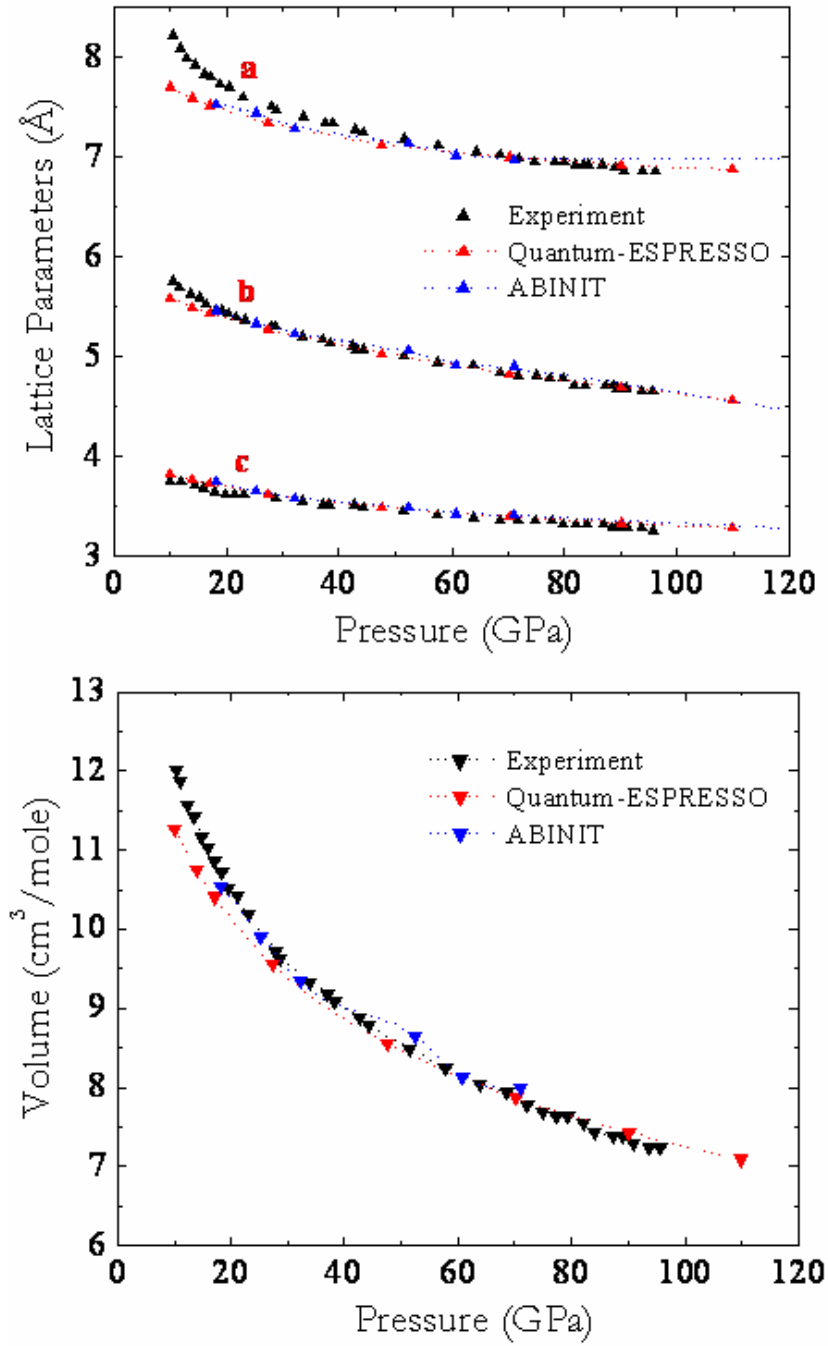 8
7
6
5
4
3
a
b
c
Experiment
Quantum-ESPRESSO
ABINIT
Lattice Parameters (Å)
0 20 40 60 80 100 120
Pressure (GPa)
13
12
11
10
9
8
7
6
Experiment
Quantum-ESPRESSO
ABINIT
Volume (cm³/mole)
0 20 40 60 80 100 120
Pressure (GPa)